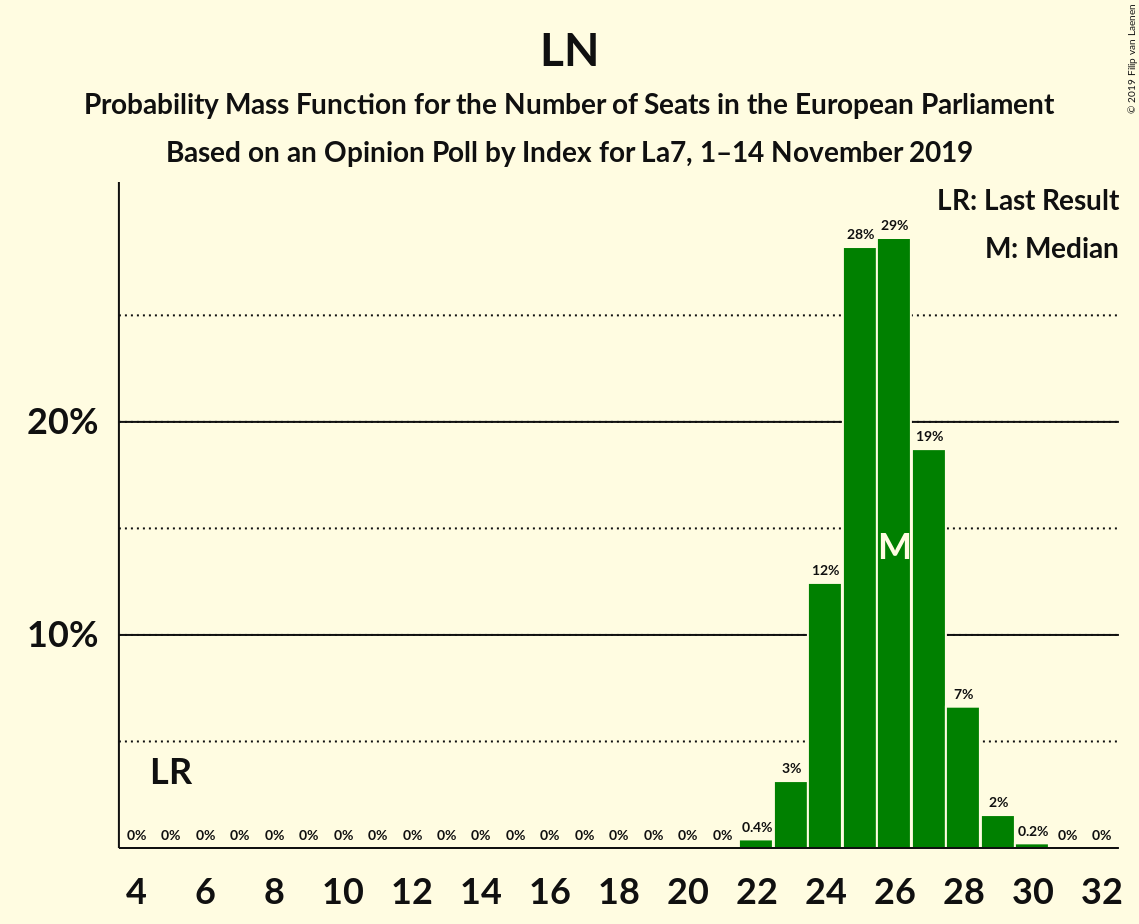 LN
Probability Mass Function for the Number of Seats in the European Parliament
Based on an Opinion Poll by Index for La7, 1–14 November 2019
© 2019 Filip van Laenen
LR: Last Result
M: Median
20%
10%
0% 0% 0% 0% 0% 0% 0% 0% 0% 0% 0% 0% 0% 0% 0% 0% 0% 0% 0.4% 3% 12% 28% 29% 19% 7% 2% 0.2% 0% 0%
LR
M
4 6 8 10 12 14 16 18 20 22 24 26 28 30 32